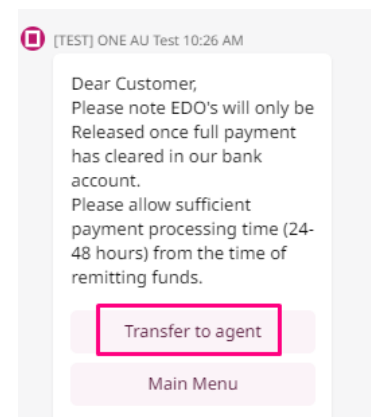 [TEST] ONE AU Test 10:26 AM
Dear Customer,
Please note EDO's will only be
Released once full payment
has cleared in our bank
account.
Please allow sufficient
payment processing time (24-
48 hours) from the time of
remitting funds.
Transfer to agent
Main Menu